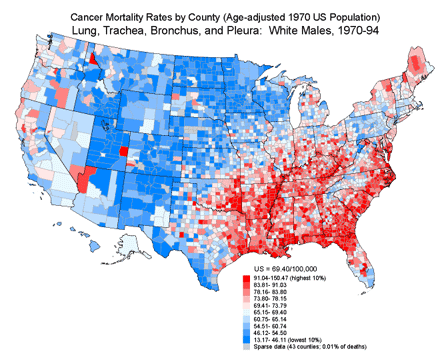 Cancer Mortality Rates by County (Age-adjusted 1970 US Population)
Lung, Trachea, Bronchus, and Pleura: White Males, 1970-94
US = 69.40/100,000
91.04-150.47 (highest 10%)
83.81- 91.03
78.16- 83.80
73.80- 78.15
69.41- 73.79
65.15- 69.40
60.75- 65.14
54.51- 60.74
46.12- 54.50
13.17- 46.11 (lowest 10%)
Sparse data (43 counties; 0.01% of deaths)